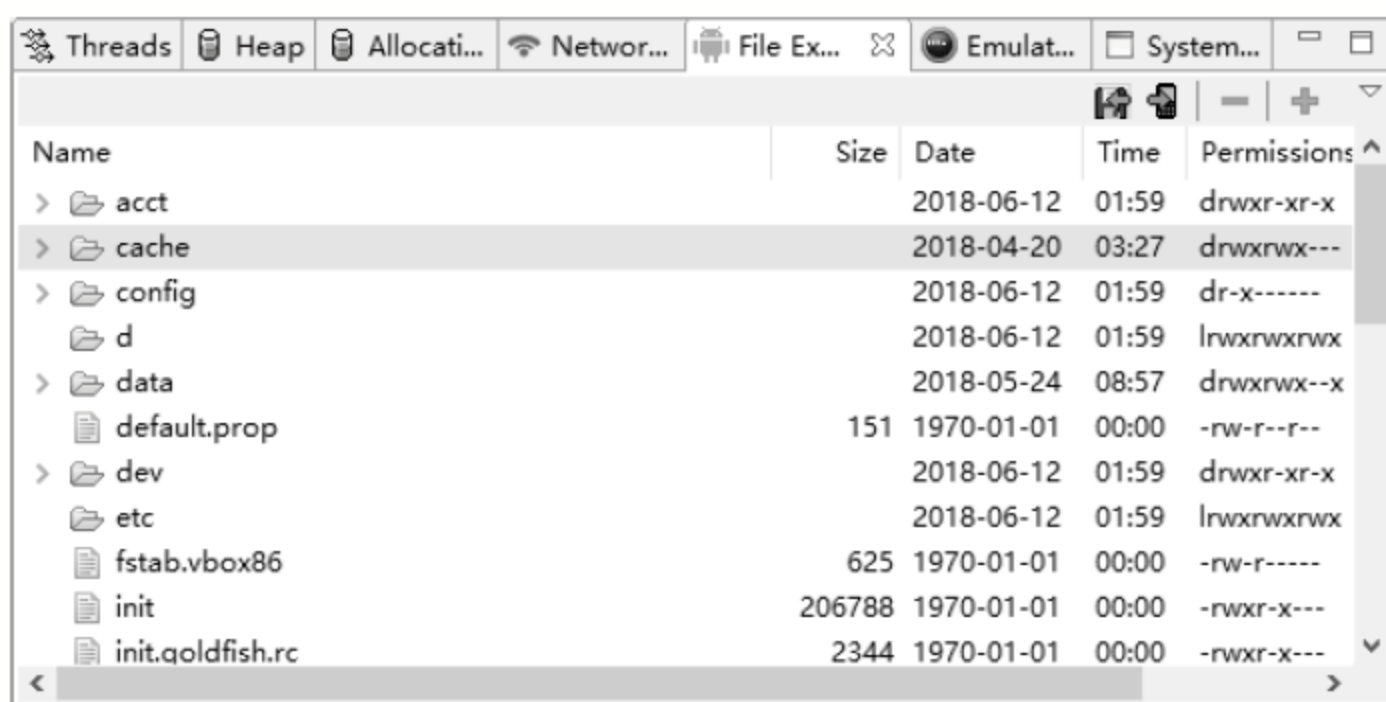 Threads Heap Allocati... Networ... File Ex... Emulat... System...
Name Size Date Time Permissions
acct 2018-06-12 01:59 drwxr-xr-x
cache 2018-04-20 03:27 drwxrwx---
config 2018-06-12 01:59 dr-x------
d 2018-06-12 01:59 lrwxrwxrwx
data 2018-05-24 08:57 drwxrwx--x
default.prop 151 1970-01-01 00:00 -rw-r--r--
dev 2018-06-12 01:59 drwxr-xr-x
etc 2018-06-12 01:59 lrwxrwxrwx
fstab.vbox86 625 1970-01-01 00:00 -rw-r-----
init 206788 1970-01-01 00:00 -rwxr-x---
init.goldfish.rc 2344 1970-01-01 00:00 -rwxr-x---